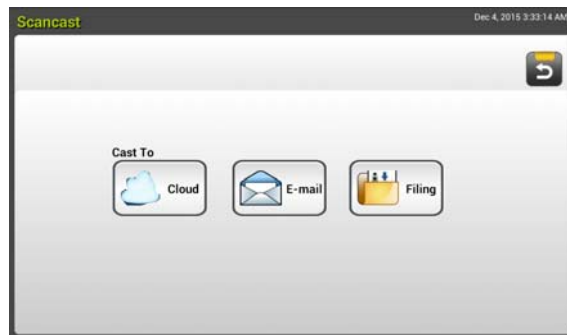 Scancast
Dec 4, 2015 3:33:14 AM
Cast To
Cloud
E-mail
Filing